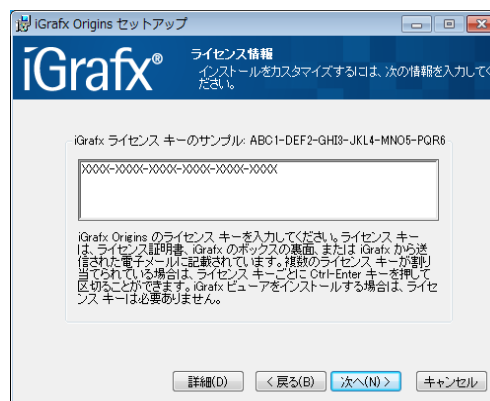 iGrafx Origins セットアップ
iGrafx®
ライセンス情報
インストールをカスタマイズするには、次の情報を入力してく
ださい。
iGrafx ライセンス キーのサンプル: ABC1-DEF2-GHI3-JKL4-MNO5-PQR6
XXXX-XXXX-XXXX-XXXX-XXXX-XXXX
iGrafx Origins のライセンス キーを入力してください。ライセンス キー
は、ライセンス証明書、iGrafx のボックスの裏面、または iGrafx から送
信された電子メールに記載されています。複数のライセンス キーが割り
当てられている場合は、ライセンス キーごとに Ctrl-Enter キーを押して
区切ることができます。iGrafx ビューアをインストールする場合は、ライセ
ンス キーは必要ありません。
詳細(D)
< 戻る(B)
次へ(N) >
キャンセル